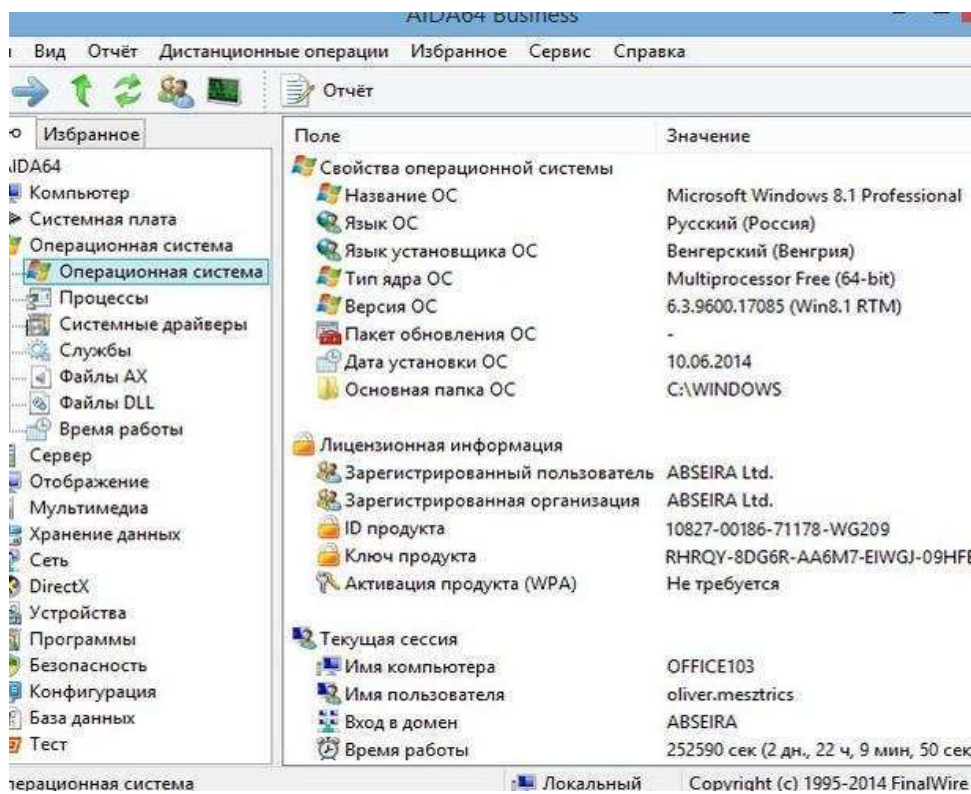 AIDA64 Business
Вид Отчёт Дистанционные операции Избранное Сервис Справка
Отчёт
Избранное
AIDA64
Компьютер
Системная плата
Операционная система
Операционная система
Процессы
Системные драйверы
Службы
Файлы AX
Файлы DLL
Время работы
Сервер
Отображение
Мультимедиа
Хранение данных
Сеть
DirectX
Устройства
Программы
Безопасность
Конфигурация
База данных
Тест
Поле Значение
Свойства операционной системы
Название ОС Microsoft Windows 8.1 Professional
Язык ОС Русский (Россия)
Язык установщика ОС Венгерский (Венгрия)
Тип ядра ОС Multiprocessor Free (64-bit)
Версия ОС 6.3.9600.17085 (Win8.1 RTM)
Пакет обновления ОС -
Дата установки ОС 10.06.2014
Основная папка ОС C:\WINDOWS
Лицензионная информация
Зарегистрированный пользователь ABSEIRA Ltd.
Зарегистрированная организация ABSEIRA Ltd.
ID продукта 10827-00186-71178-WG209
Ключ продукта RHRQY-8DG6R-AA6M7-EIWGJ-09HFE
Активация продукта (WPA) Не требуется
Текущая сессия
Имя компьютера OFFICE103
Имя пользователя oliver.mesztrics
Вход в домен ABSEIRA
Время работы 252590 сек (2 дн., 22 ч, 9 мин, 50 сек
перационная система Локальный Copyright (c) 1995-2014 FinalWire